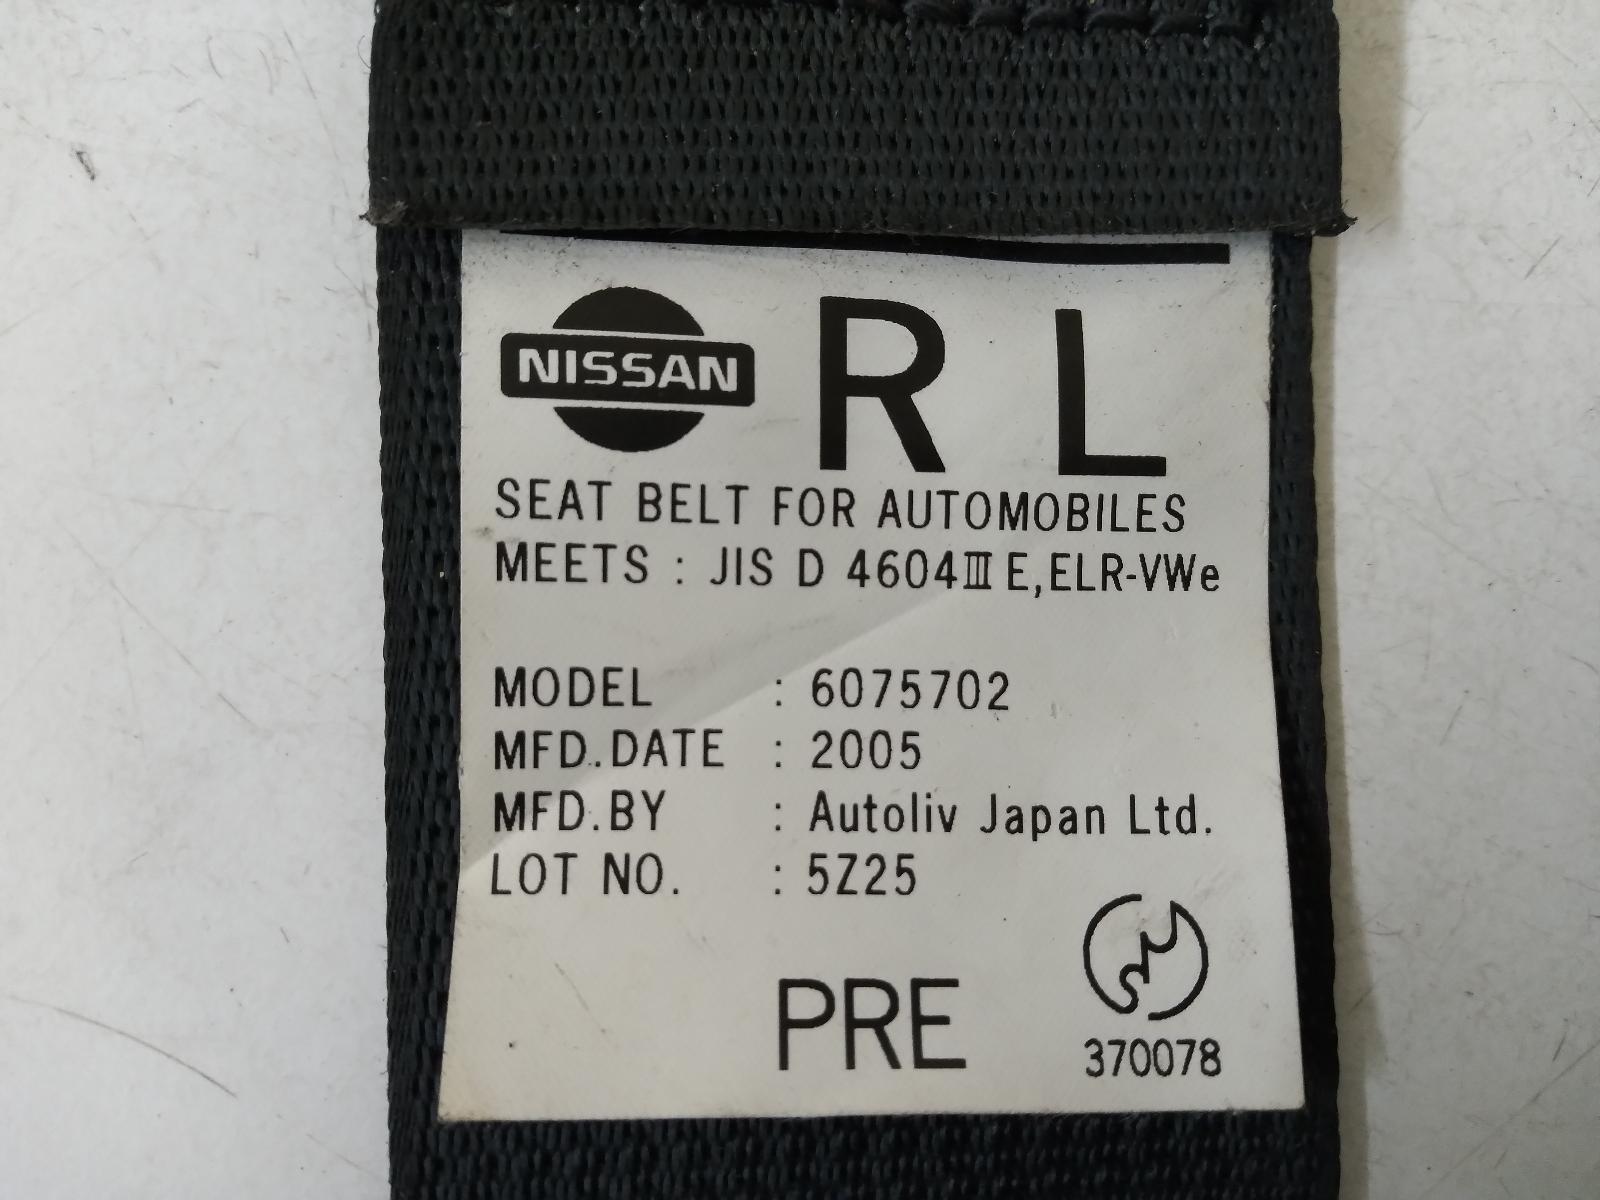 NISSAN R L
SEAT BELT FOR AUTOMOBILES
MEETS : JIS D 4604Ⅲ E,ELR-VWe
MODEL : 6075702
MFD.DATE : 2005
MFD.BY : Autoliv Japan Ltd.
LOT NO. : 5Z25
PRE
370078